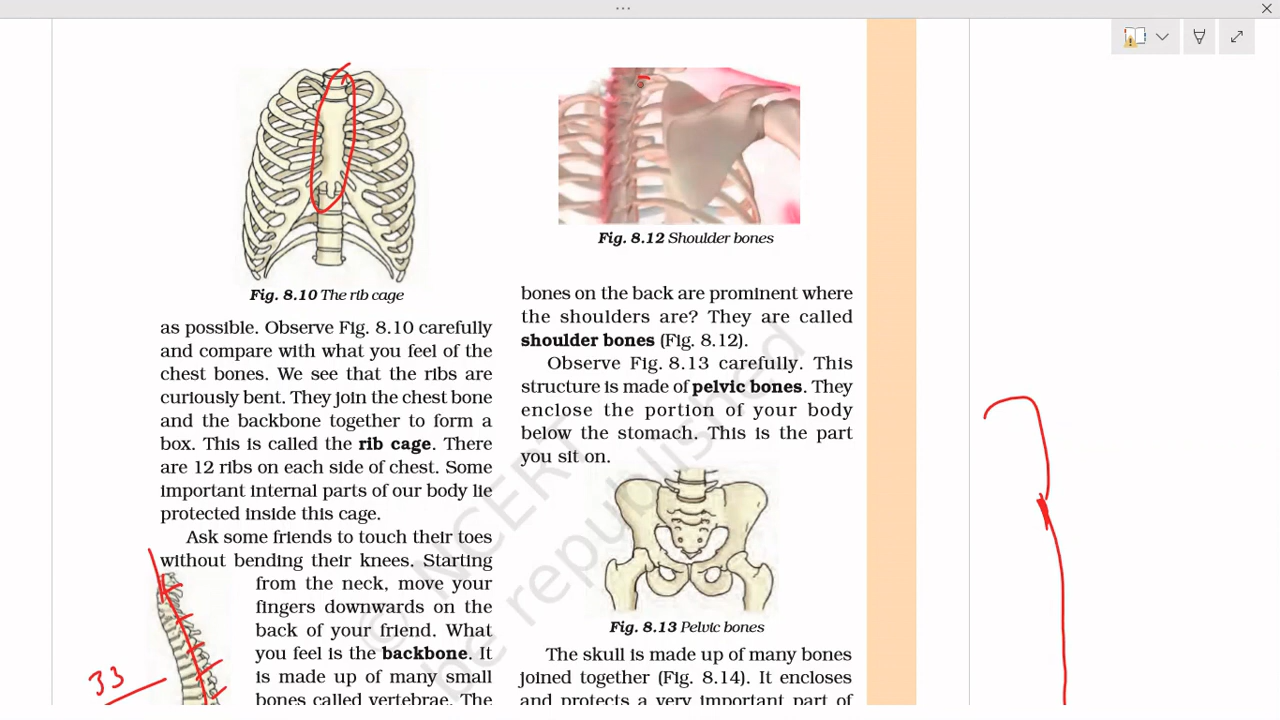 Fig. 8.10 The rib cage
as possible. Observe Fig. 8.10 carefully
and compare with what you feel of the
chest bones. We see that the ribs are
curiously bent. They join the chest bone
and the backbone together to form a
box. This is called the rib cage. There
are 12 ribs on each side of chest. Some
important internal parts of our body lie
protected inside this cage.
Ask some friends to touch their toes
without bending their knees. Starting
from the neck, move your
fingers downwards on the
back of your friend. What
you feel is the backbone. It
is made up of many small
bones called vertebrae. The
33
Fig. 8.12 Shoulder bones
bones on the back are prominent where
the shoulders are? They are called
shoulder bones (Fig. 8.12).
Observe Fig. 8.13 carefully. This
structure is made of pelvic bones. They
enclose the portion of your body
below the stomach. This is the part
you sit on.
Fig. 8.13 Pelvic bones
The skull is made up of many bones
joined together (Fig. 8.14). It encloses
and protects a very important part of
© NCERT
be republished